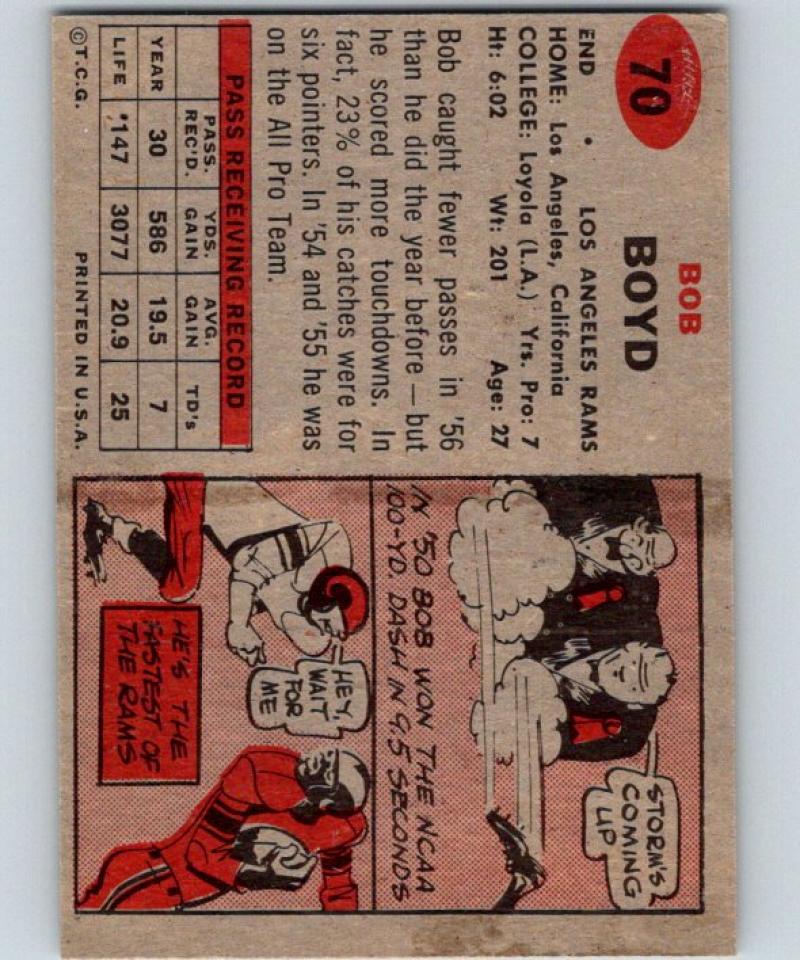 70
BOB
BOYD
END • LOS ANGELES RAMS
HOME: Los Angeles, California
COLLEGE: Loyola (L.A.) Yrs. Pro: 7
Ht: 6:02 Wt: 201 Age: 27
Bob caught fewer passes in '56
than he did the year before — but
he scored more touchdowns. In
fact, 23% of his catches were for
six pointers. In '54 and '55 he was
on the All Pro Team.
PASS RECEIVING RECORD
PASS. REC'D. YDS. GAIN AVG. GAIN TD's
YEAR 30 586 19.5 7
LIFE *147 3077 20.9 25
©T.C.G. PRINTED IN U.S.A.
STORM'S
COMING
UP
IN '50 BOB WON THE NCAA
100-YD. DASH IN 9.5 SECONDS
HEY,
WAIT
FOR
ME
HE'S THE
FASTEST OF
THE RAMS